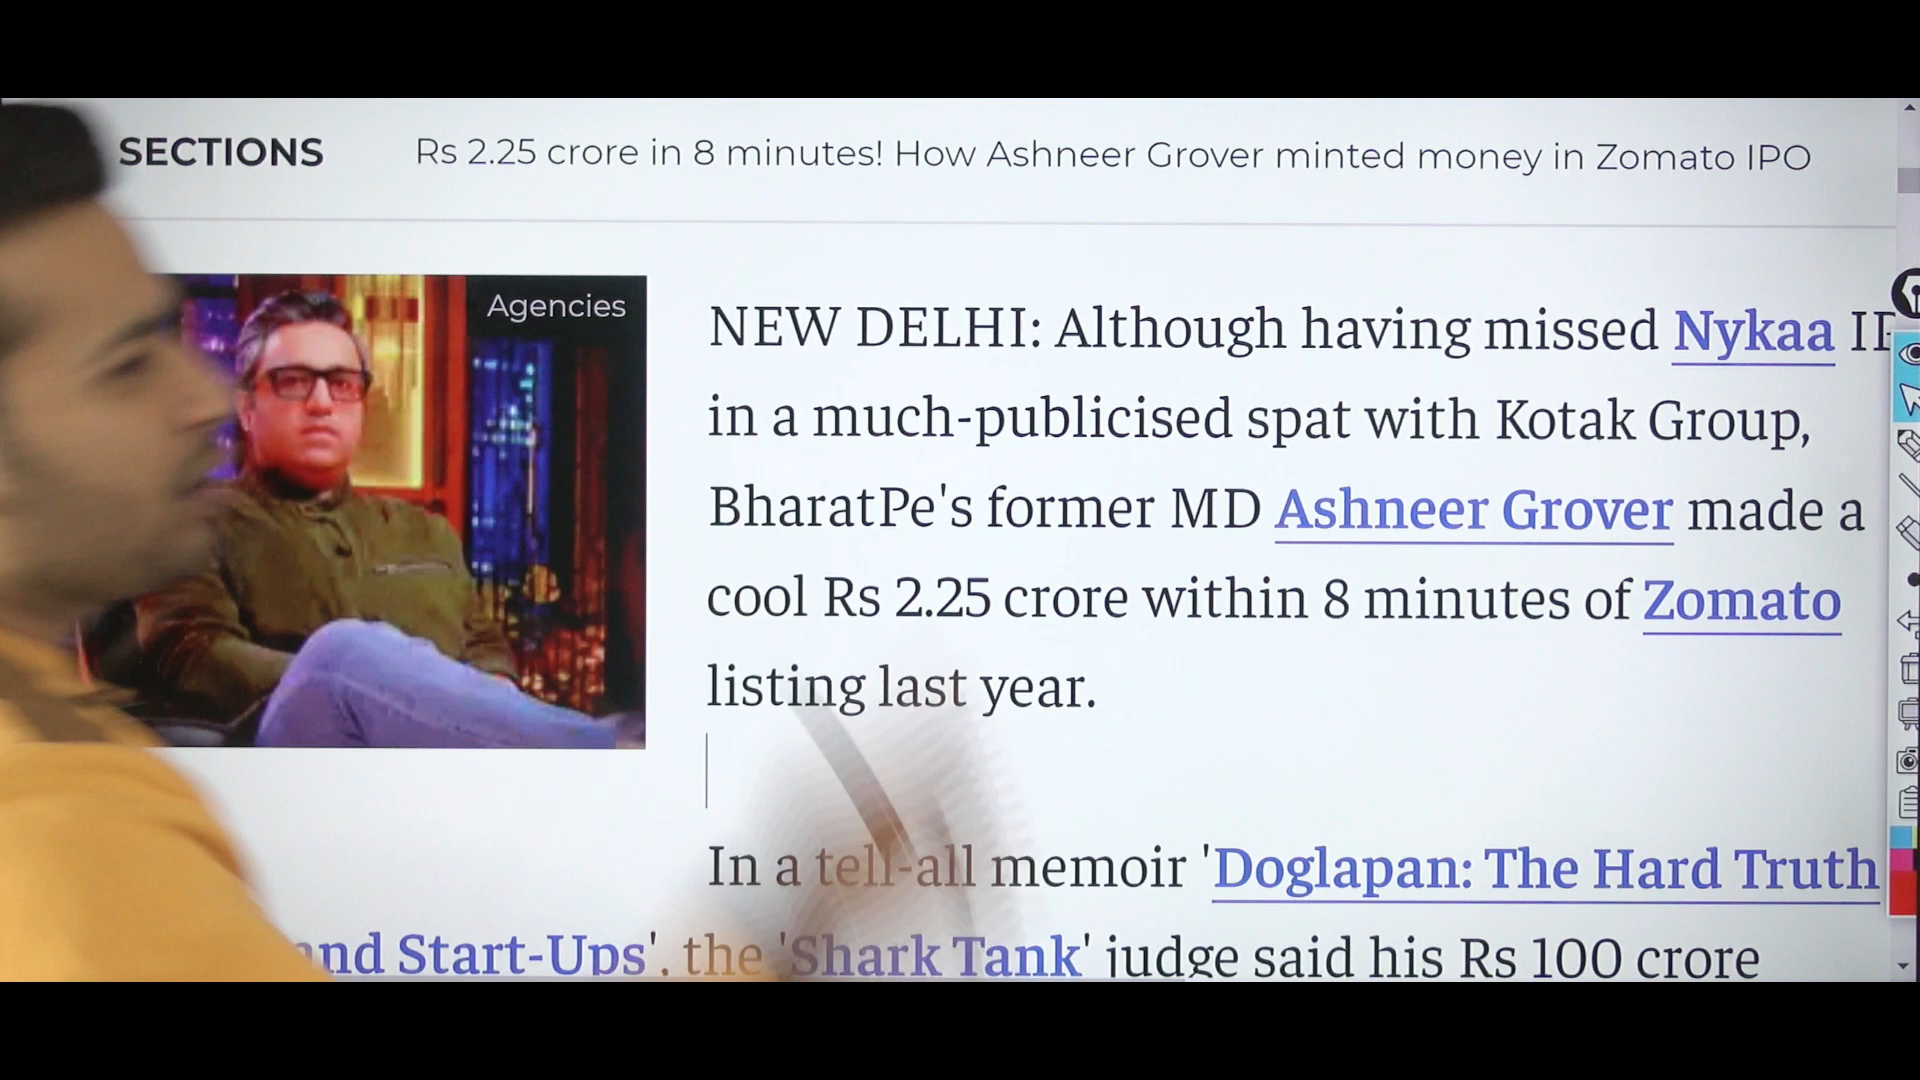 SECTIONS
Rs 2.25 crore in 8 minutes! How Ashneer Grover minted money in Zomato IPO
Agencies
NEW DELHI: Although having missed Nykaa
in a much-publicised spat with Kotak Group,
BharatPe's former MD Ashneer Grover made a
cool Rs 2.25 crore within 8 minutes of Zomato
listing last year.
In a tell-all memoir 'Doglapan: The Hard Truth
Start-Ups', the 'Shark Tank' judge said his Rs 100 crore